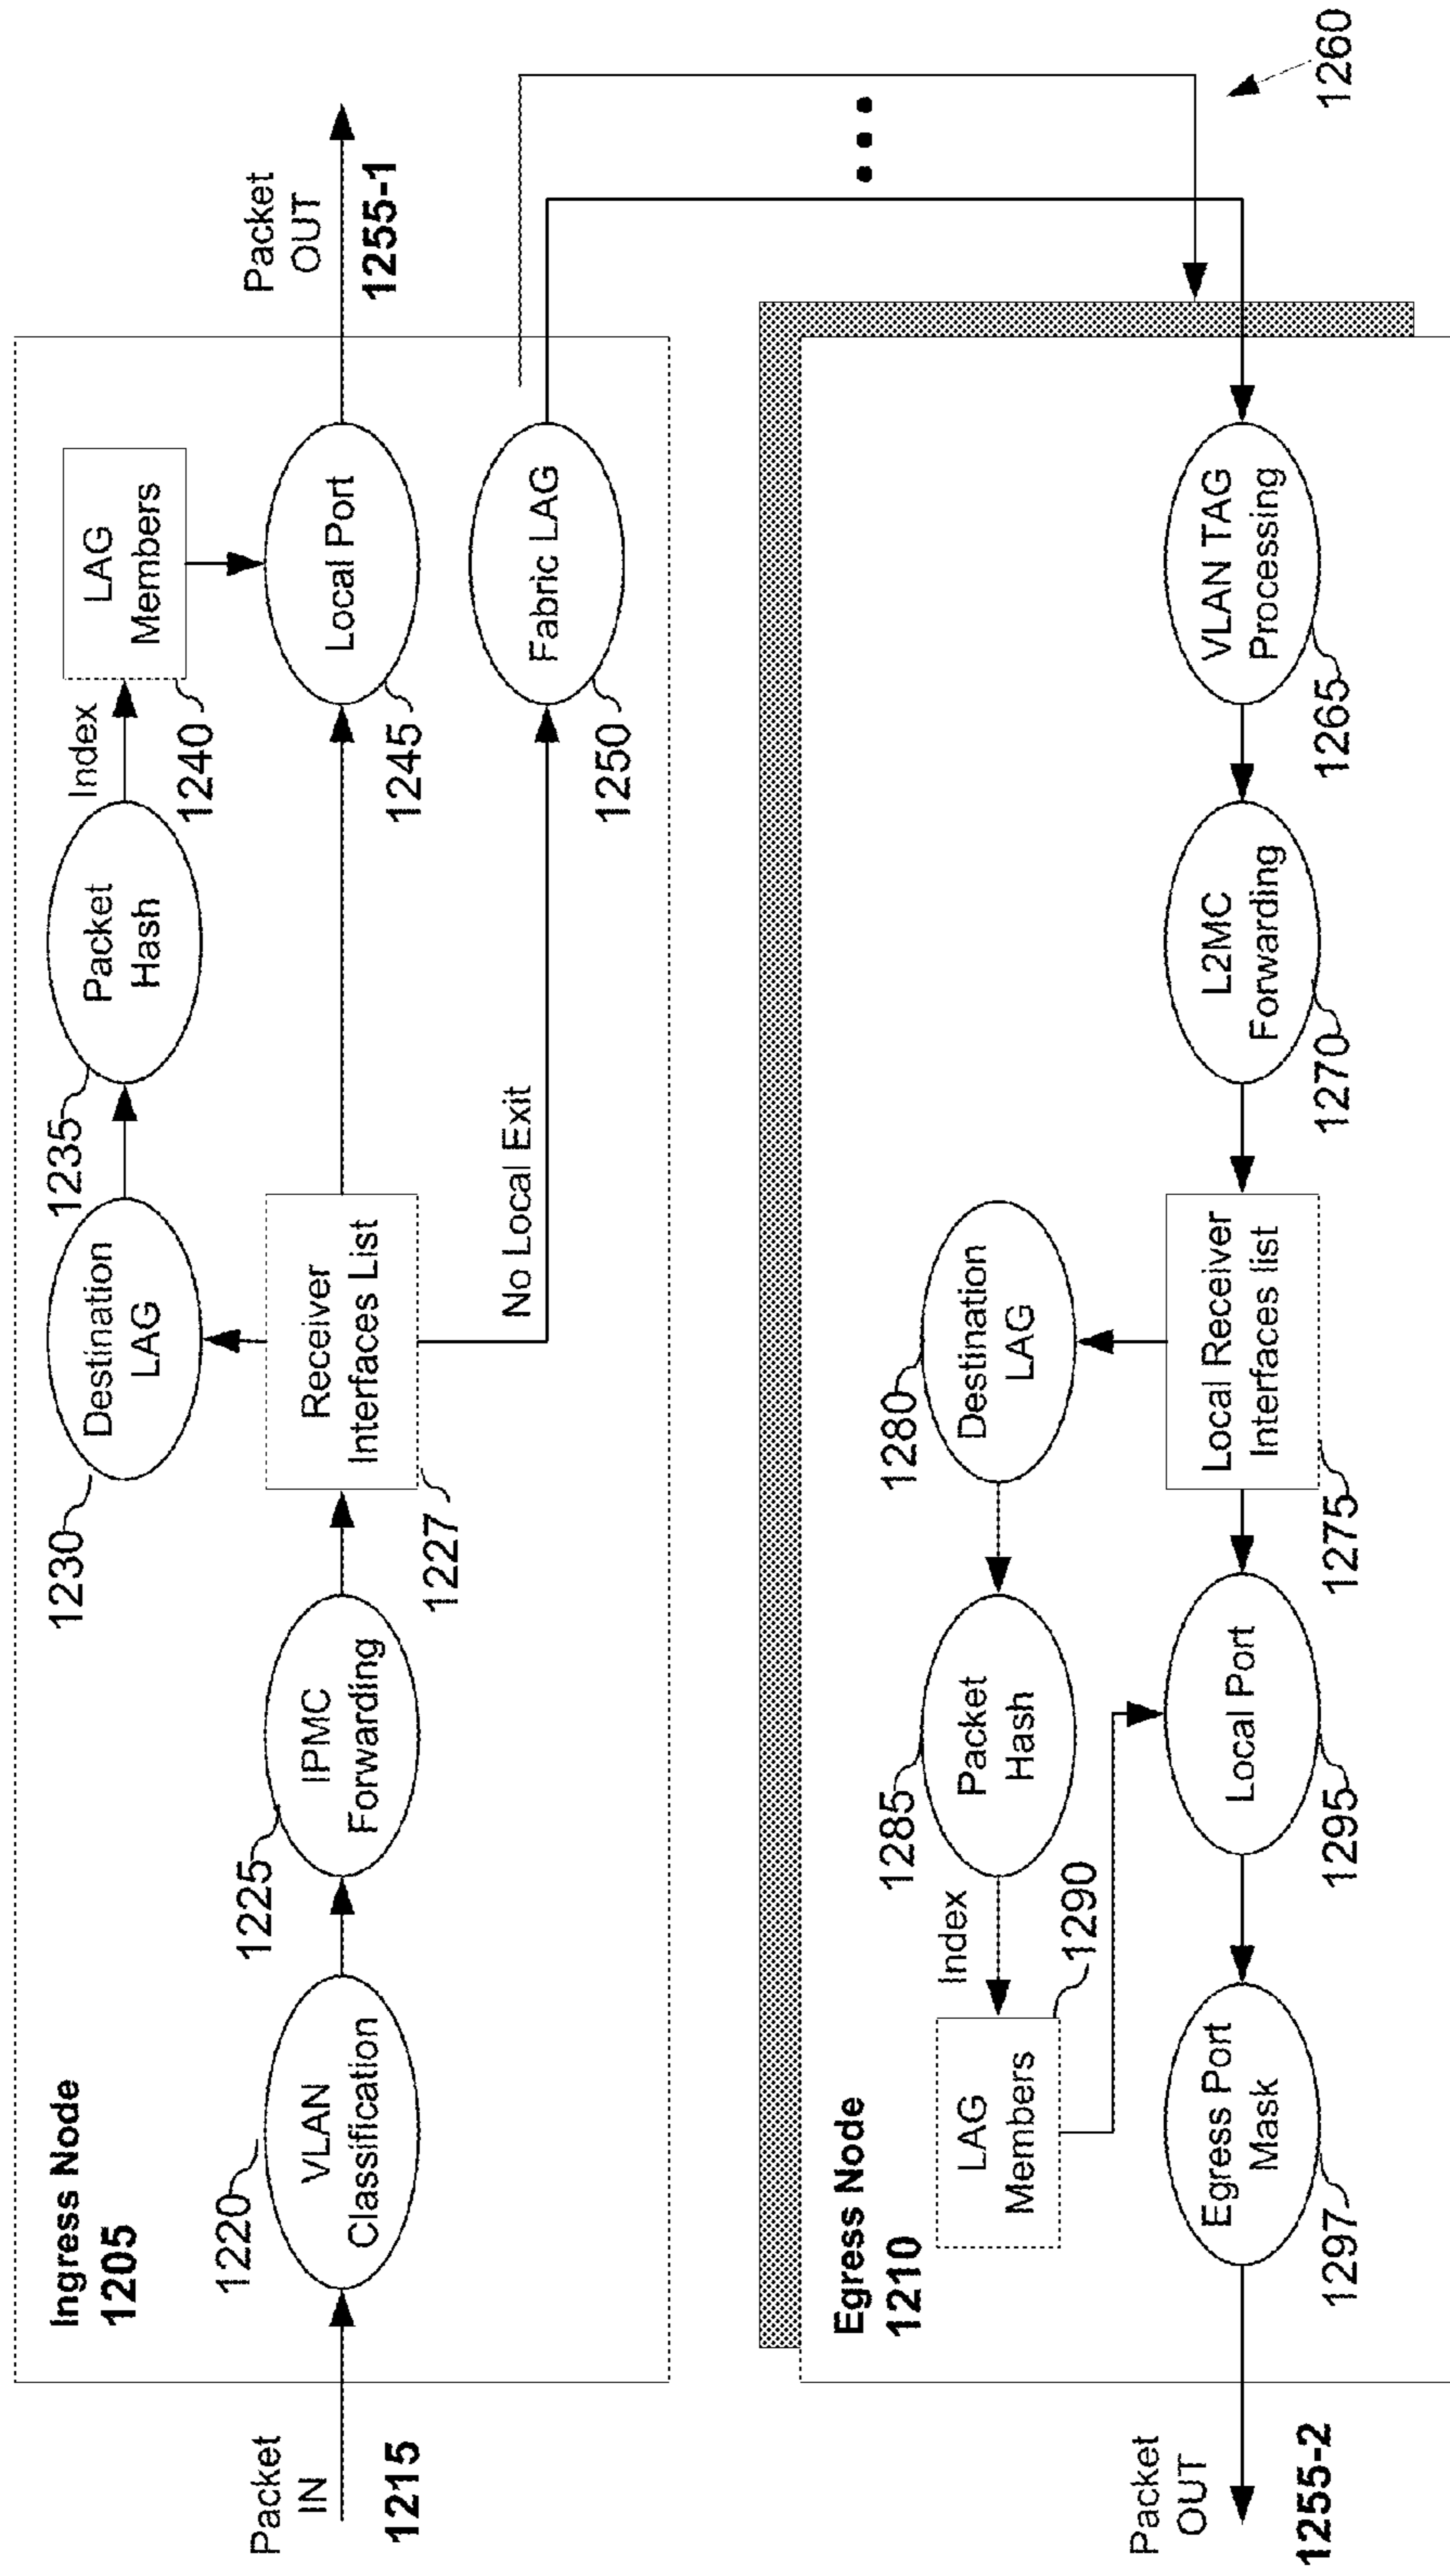 Ingress Node
1205
Packet
IN
1215
VLAN
Classification
1220
IPMC
Forwarding
1225
Receiver
Interfaces List
1227
Destination
LAG
1230
Packet
Hash
1235
Index
LAG
Members
1240
Local Port
1245
No Local Exit
Fabric LAG
1250
Packet
OUT
1255-1
1260
Egress Node
1210
VLAN TAG
Processing
1265
L2MC
Forwarding
1270
Local Receiver
Interfaces list
1275
Destination
LAG
1280
Packet
Hash
1285
Index
LAG
Members
1290
Local Port
1295
Egress Port
Mask
1297
Packet
OUT
1255-2